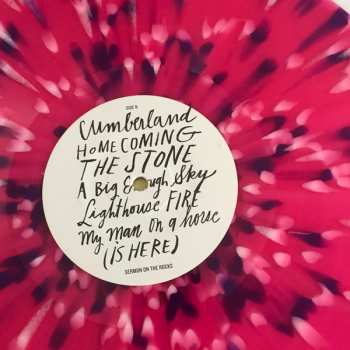 SIDE B
Cumberland
HOMECOMING
THE STONE
A Big Enough Sky
Lighthouse FIRE
My Man On a horse
(IS HERE)
SERMON ON THE ROCKS